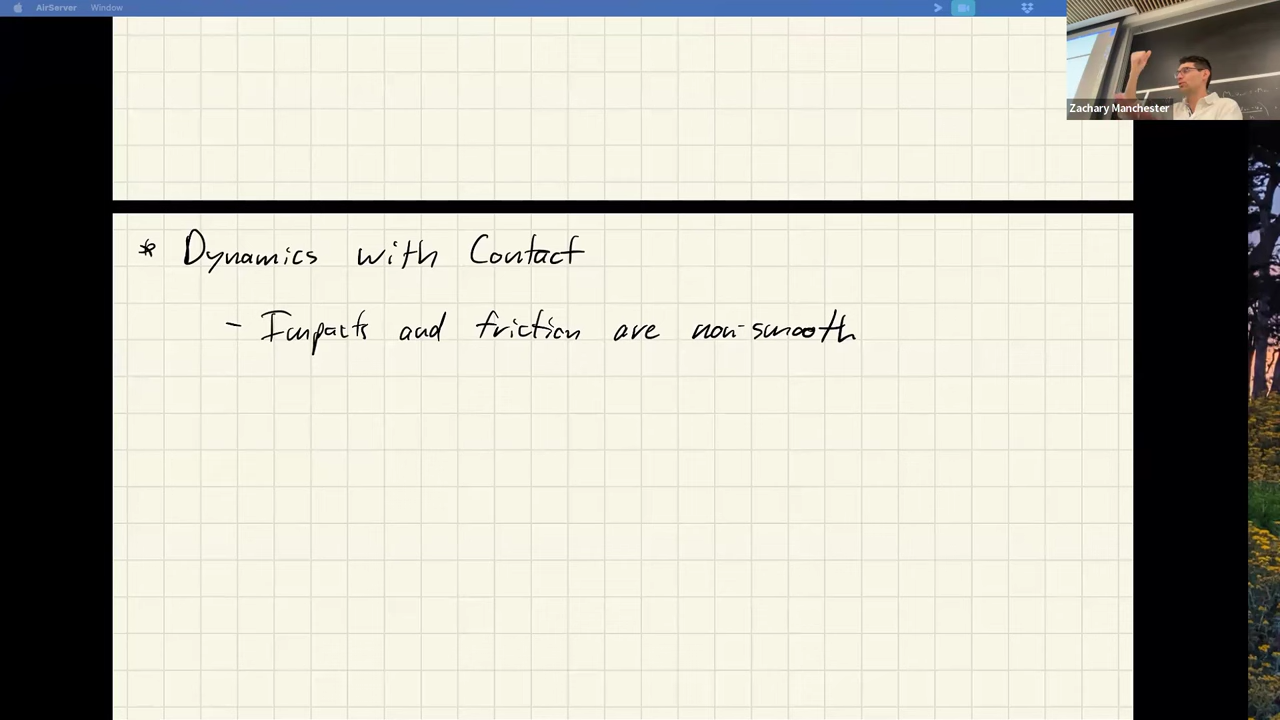 AirServer Window
Zachary Manchester
* Dynamics with Contact
- Impacts and friction are non-smooth